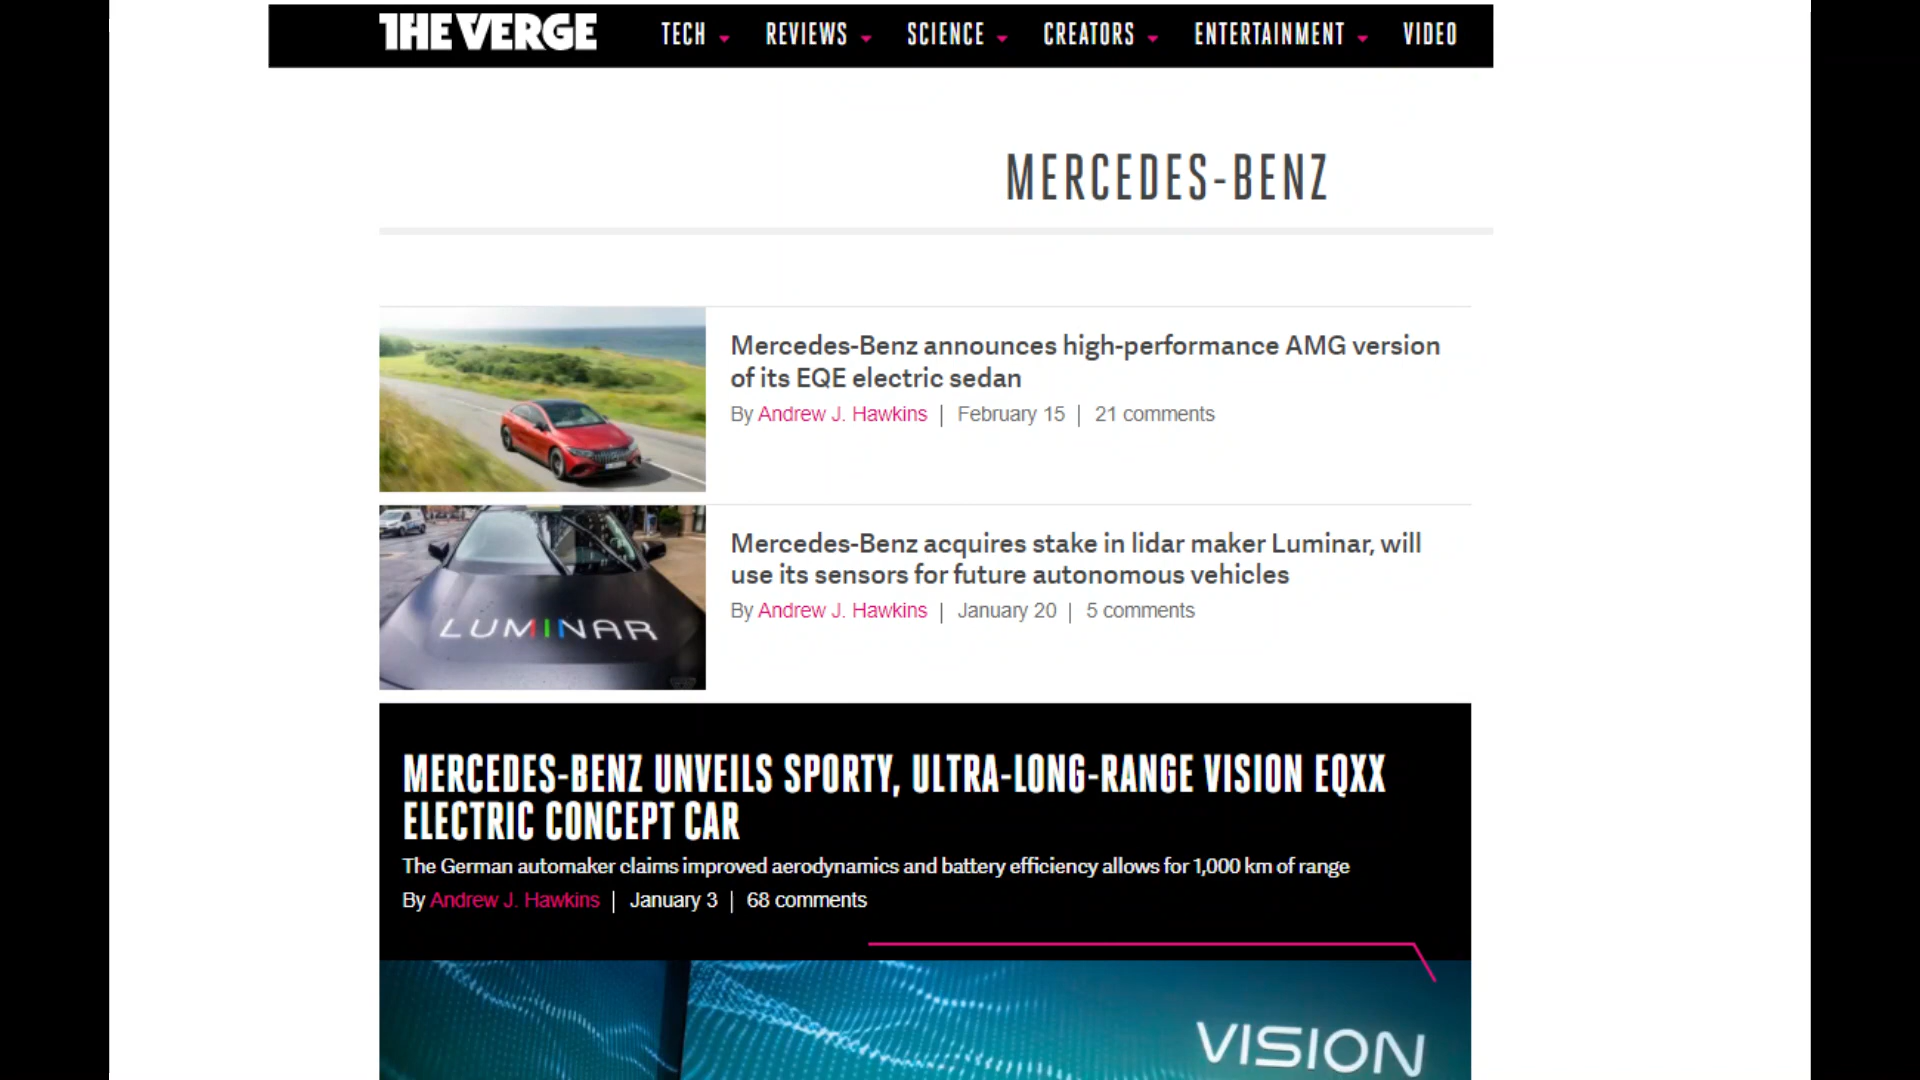 THE VERGE TECH REVIEWS SCIENCE CREATORS ENTERTAINMENT VIDEO
MERCEDES-BENZ
Mercedes-Benz announces high-performance AMG version
of its EQE electric sedan
By Andrew J. Hawkins | February 15 | 21 comments
Mercedes-Benz acquires stake in lidar maker Luminar, will
use its sensors for future autonomous vehicles
By Andrew J. Hawkins | January 20 | 5 comments
LUMINAR
MERCEDES-BENZ UNVEILS SPORTY, ULTRA-LONG-RANGE VISION EQXX
ELECTRIC CONCEPT CAR
The German automaker claims improved aerodynamics and battery efficiency allows for 1,000 km of range
By Andrew J. Hawkins | January 3 | 68 comments
VISION